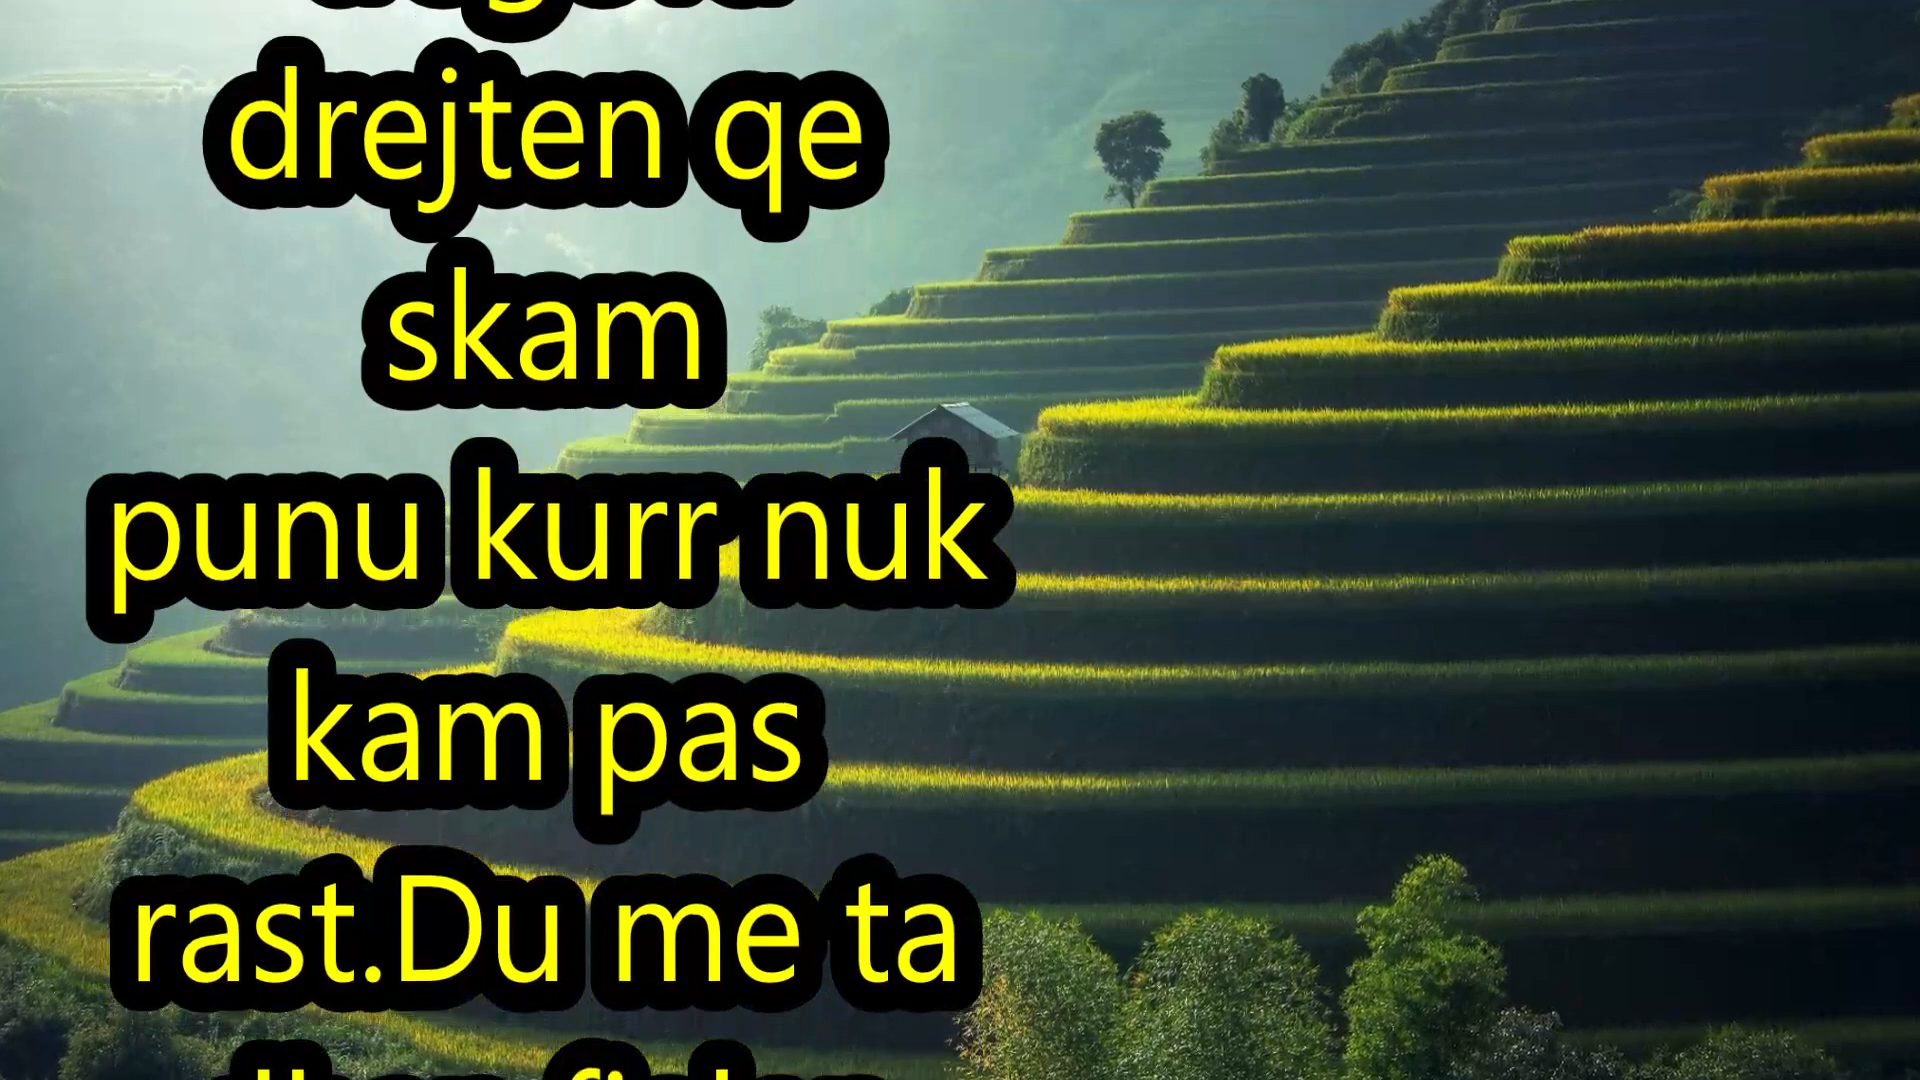 drejten qe
skam
punu kurr nuk
kam pas
rast.Du me ta